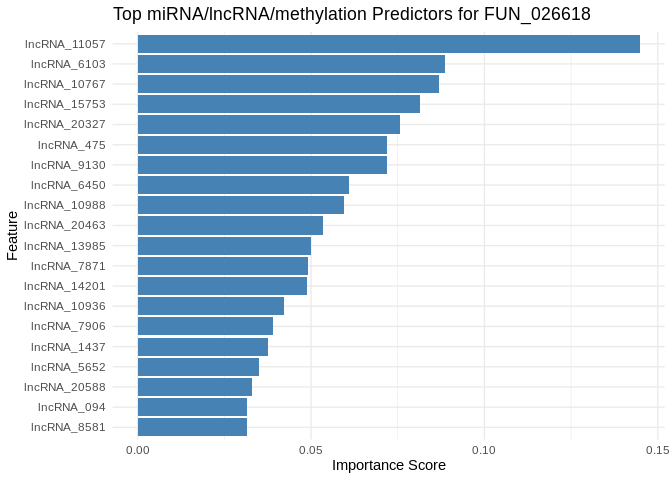 Top miRNA/lncRNA/methylation Predictors for FUN_026618
Feature
lncRNA_11057
lncRNA_6103
lncRNA_10767
lncRNA_15753
lncRNA_20327
lncRNA_475
lncRNA_9130
lncRNA_6450
lncRNA_10988
lncRNA_20463
lncRNA_13985
lncRNA_7871
lncRNA_14201
lncRNA_10936
lncRNA_7906
lncRNA_1437
lncRNA_5652
lncRNA_20588
lncRNA_094
lncRNA_8581
0.00 0.05 0.10 0.15
Importance Score